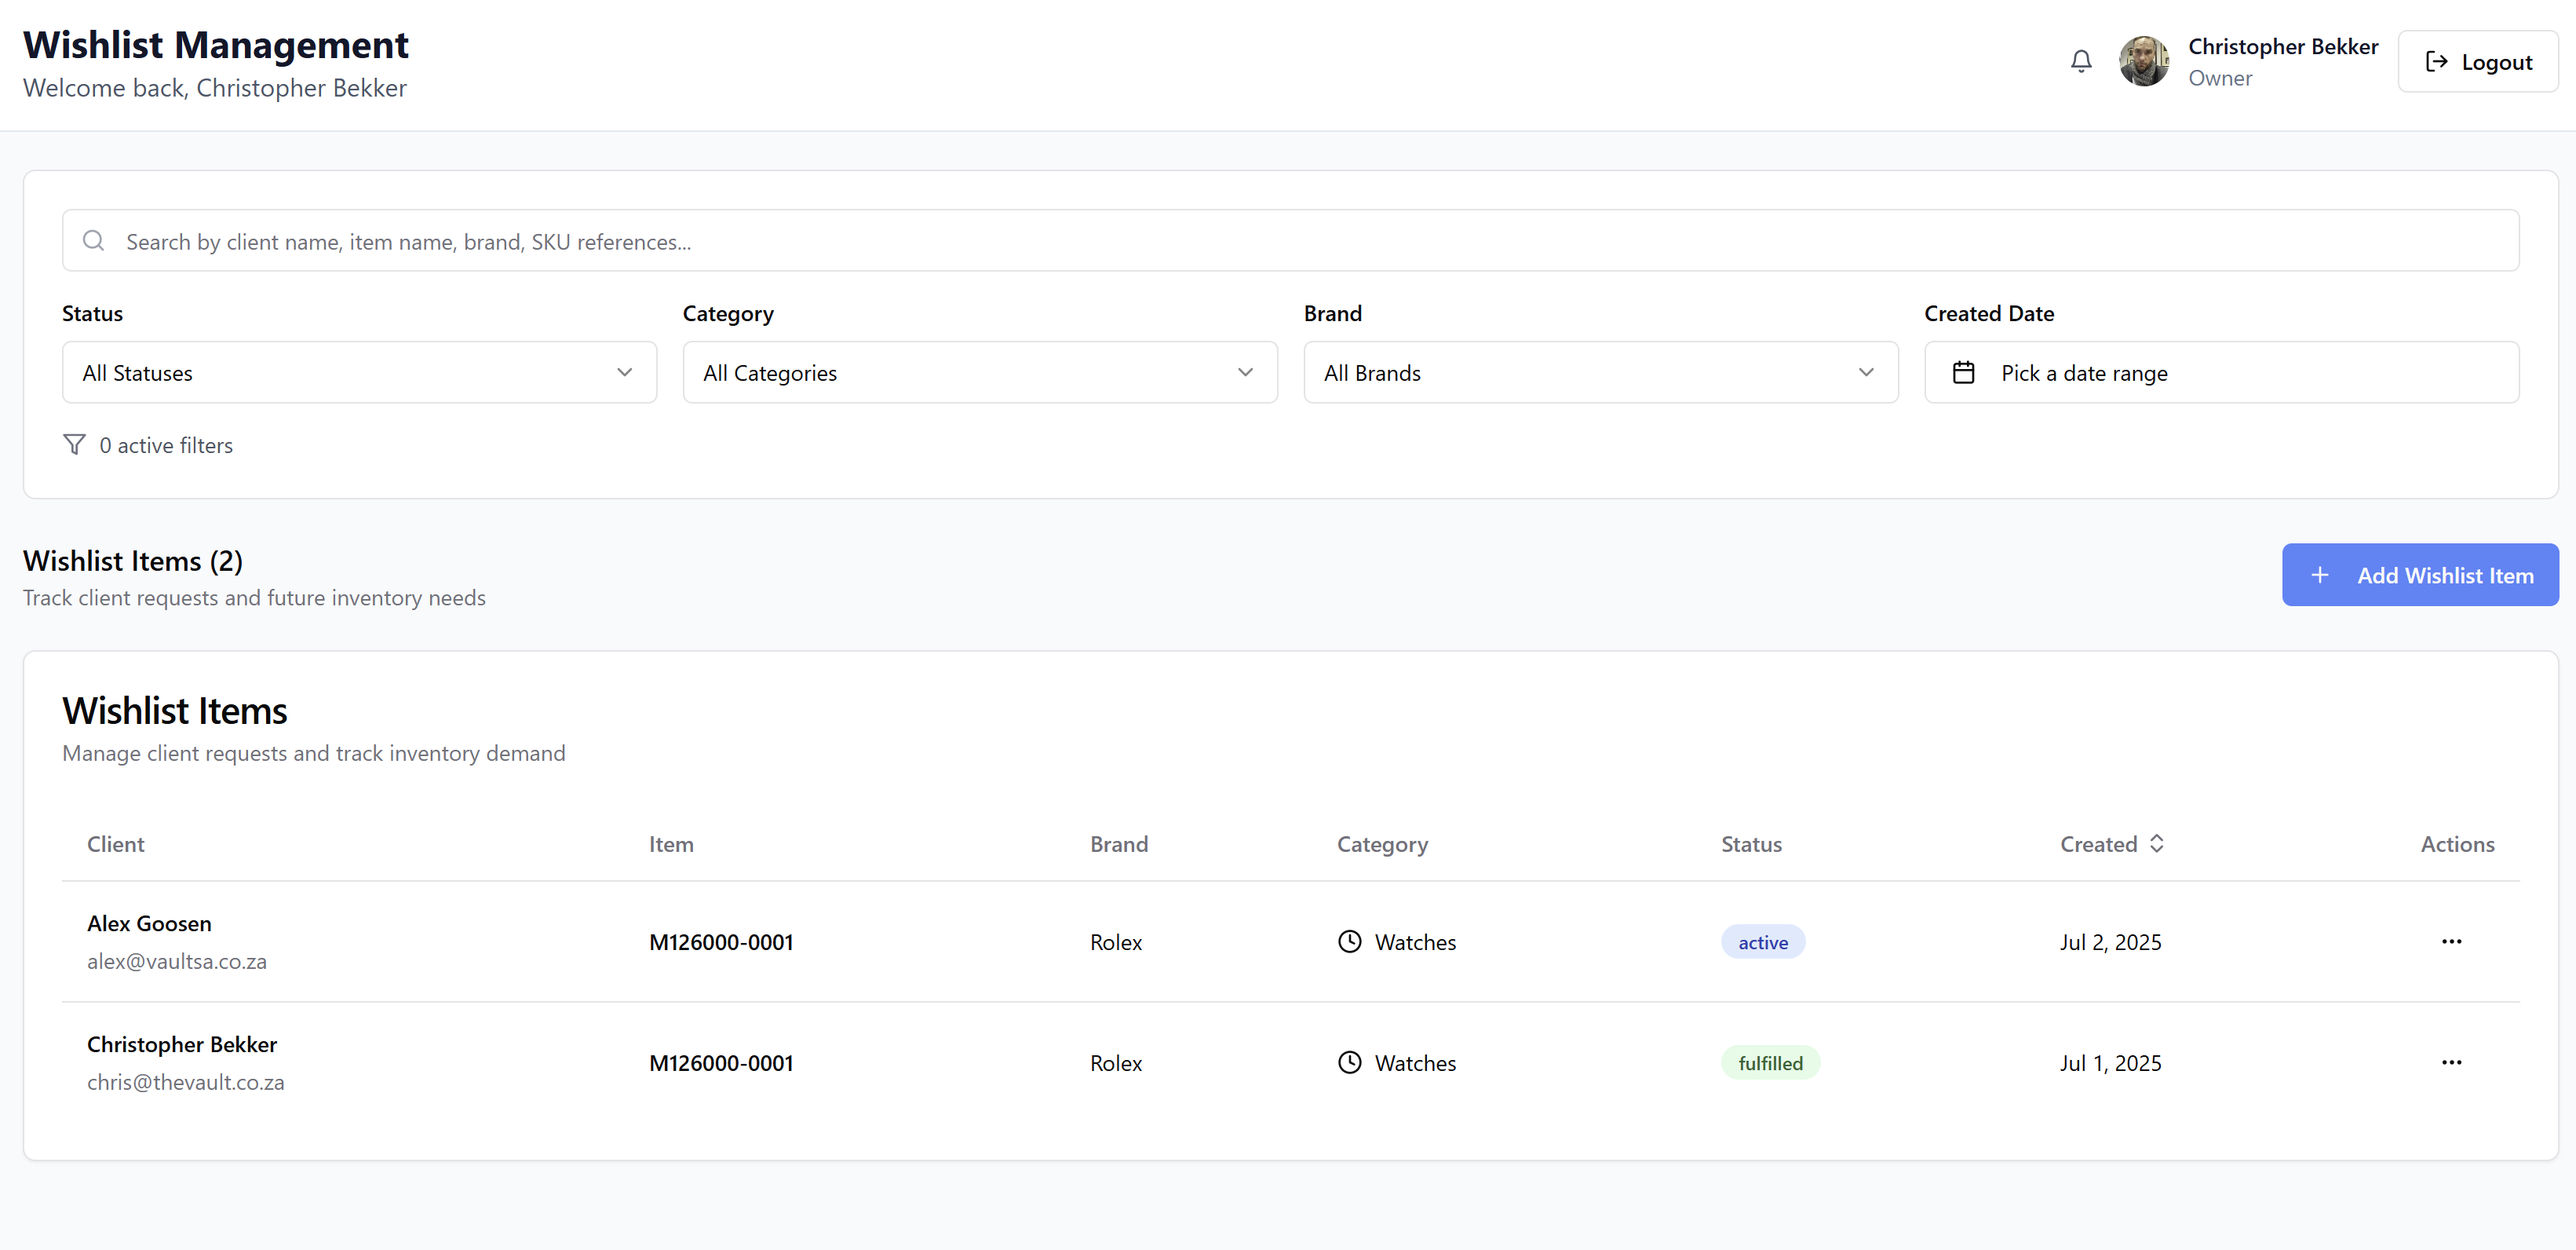 Wishlist Management
Welcome back, Christopher Bekker
Christopher Bekker
Owner
Logout
Search by client name, item name, brand, SKU references...
Status
Category
Brand
Created Date
All Statuses
All Categories
All Brands
Pick a date range
0 active filters
Wishlist Items (2)
Track client requests and future inventory needs
Add Wishlist Item
Wishlist Items
Manage client requests and track inventory demand
Client Item Brand Category Status Created Actions
Alex Goosen
alex@vaultsa.co.za
M126000-0001 Rolex Watches active Jul 2, 2025
Christopher Bekker
chris@thevault.co.za
M126000-0001 Rolex Watches fulfilled Jul 1, 2025